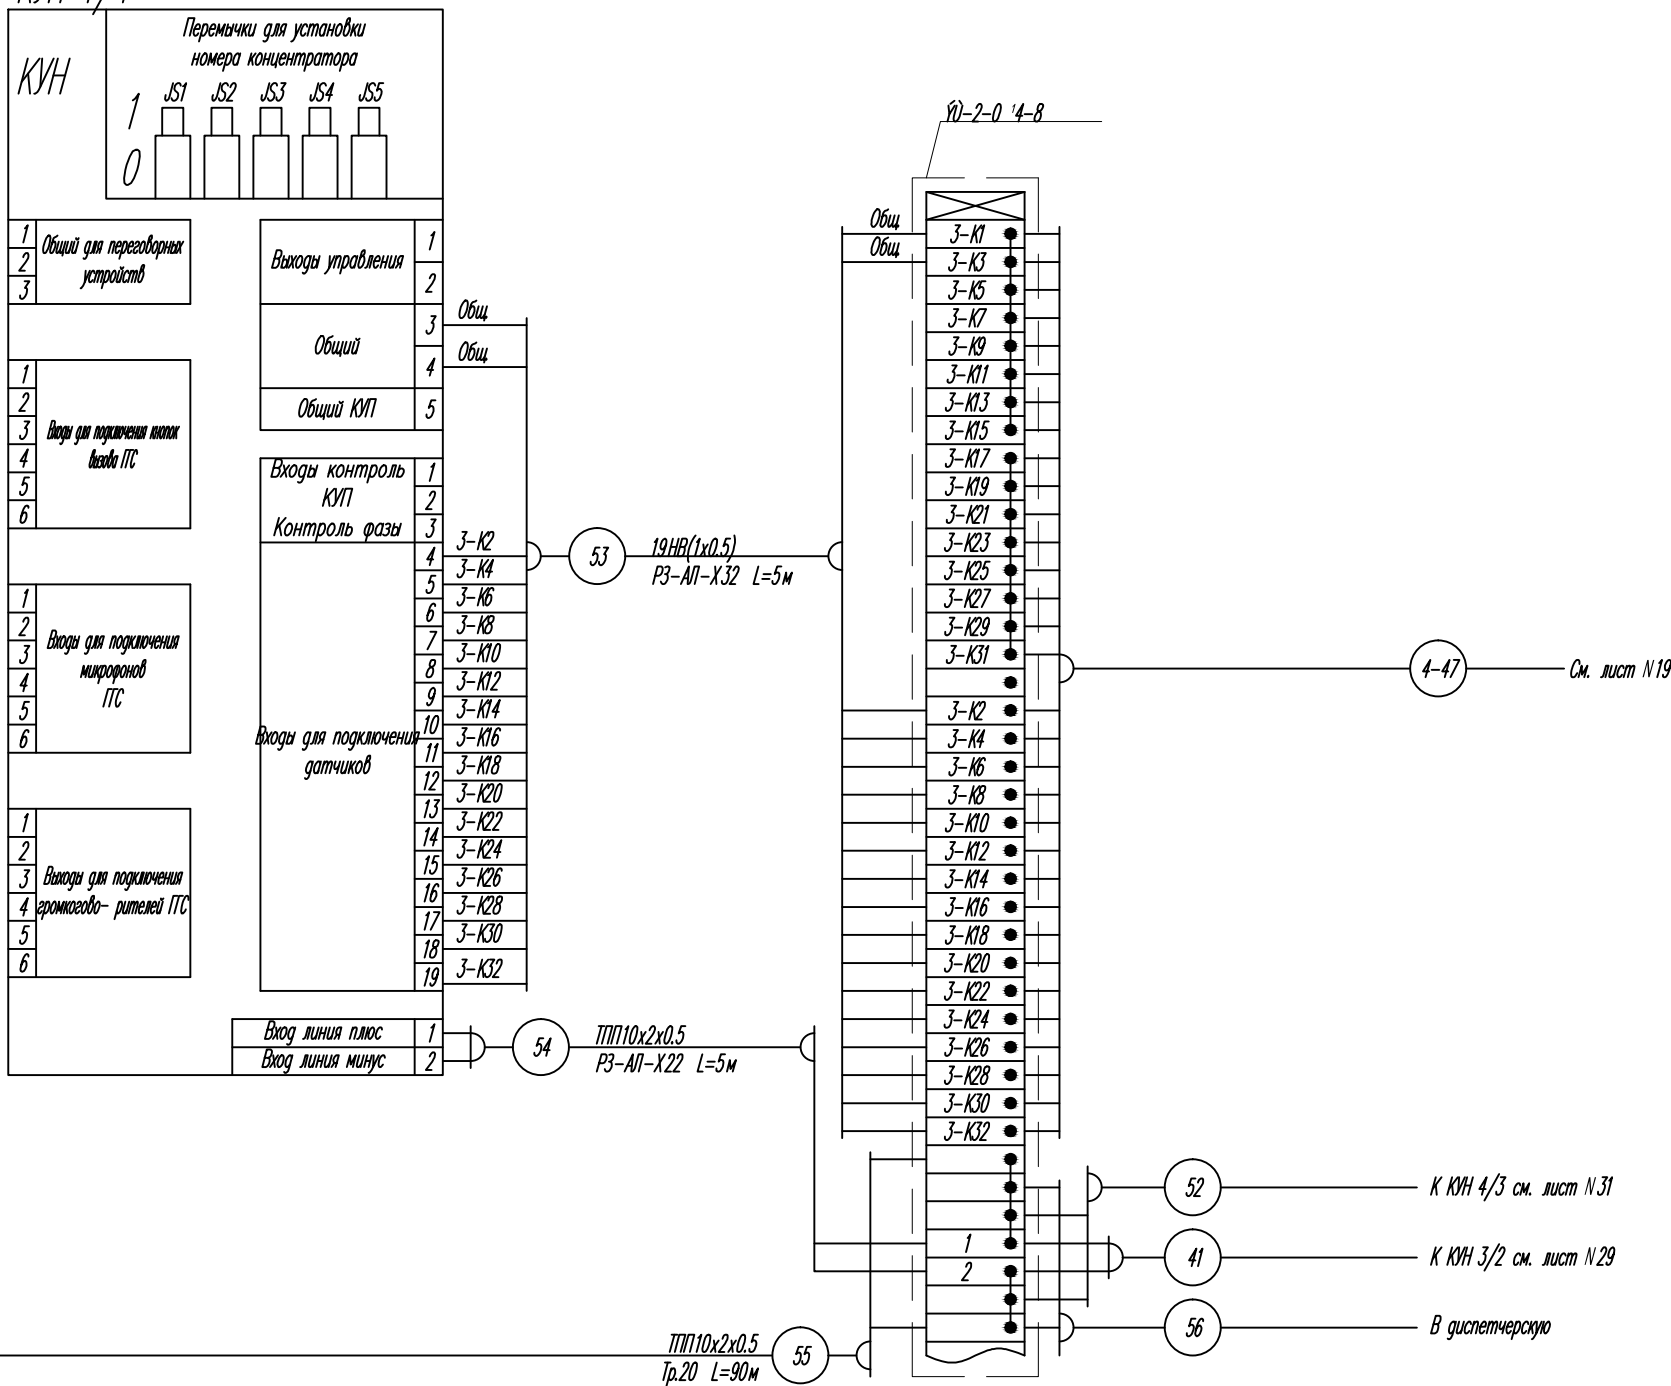 КУН
Перемычки для установки
номера концентратора
JS1 JS2 JS3 JS4 JS5
1
0
1
2
3
Общий для переговорных
устройств
1
2
3
4
5
6
Входы для подключения кнопок
вызова ГГС
1
2
3
4
5
6
Входы для подключения
микрофонов
ГГС
1
2
3
4
5
6
Выходы для подключения
громкогово- рителей ГГС
Выходы управления
1
2
Общий
3 Общ
4 Общ
Общий КУП 5
Входы контроль
КУП
Контроль фазы
1
2
3
Входы для подключения
датчиков
4 3-К2
5 3-К4
6 3-К6
7 3-К8
8 3-К10
9 3-К12
10 3-К14
11 3-К16
12 3-К18
13 3-К20
14 3-К22
15 3-К24
16 3-К26
17 3-К28
18 3-К30
19 3-К32
Вход линия плюс 1
Вход линия минус 2
53
19НВ(1х0.5)
РЗ-АЛ-Х32 L=5м
54
ТПП10х2х0.5
РЗ-АЛ-Х22 L=5м
ТПП10х2х0.5
Тр.20 L=90м
55
ÝÛ-2-0 '4-8
Общ
Общ
3-К1
3-К3
3-К5
3-К7
3-К9
3-К11
3-К13
3-К15
3-К17
3-К19
3-К21
3-К23
3-К25
3-К27
3-К29
3-К31
3-К2
3-К4
3-К6
3-К8
3-К10
3-К12
3-К14
3-К16
3-К18
3-К20
3-К22
3-К24
3-К26
3-К28
3-К30
3-К32
1
2
4-47 См. лист N19
52 К КУН 4/3 см. лист N31
41 К КУН 3/2 см. лист N29
56 В диспетчерскую